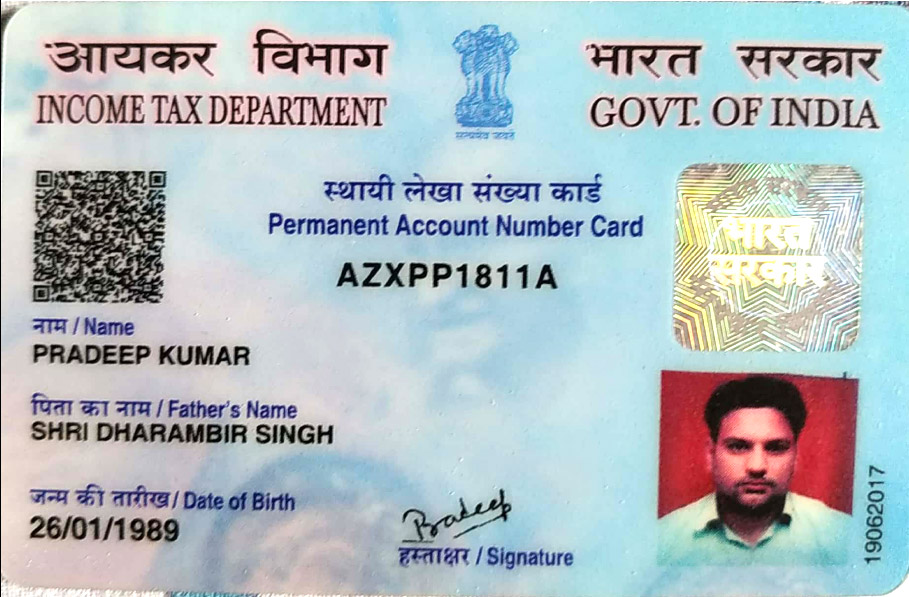 आयकर विभाग
INCOME TAX DEPARTMENT
सत्यमेव जयते
भारत सरकार
GOVT. OF INDIA
स्थायी लेखा संख्या कार्ड
Permanent Account Number Card
AZXPP1811A
भारत
सरकार
नाम / Name
PRADEEP KUMAR
पिता का नाम / Father's Name
SHRI DHARAMBIR SINGH
जन्म की तारीख / Date of Birth
26/01/1989
Pradeep
हस्ताक्षर / Signature
19062017